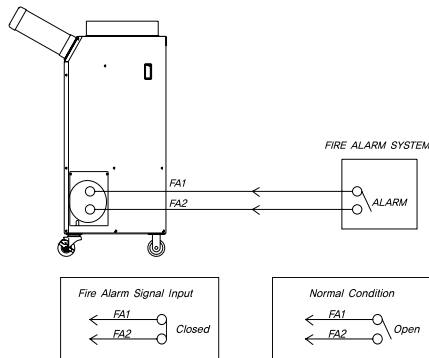 FIRE ALARM SYSTEM
FA1
FA2
ALARM
Fire Alarm Signal Input
FA1
FA2
Closed
Normal Condition
FA1
FA2
Open